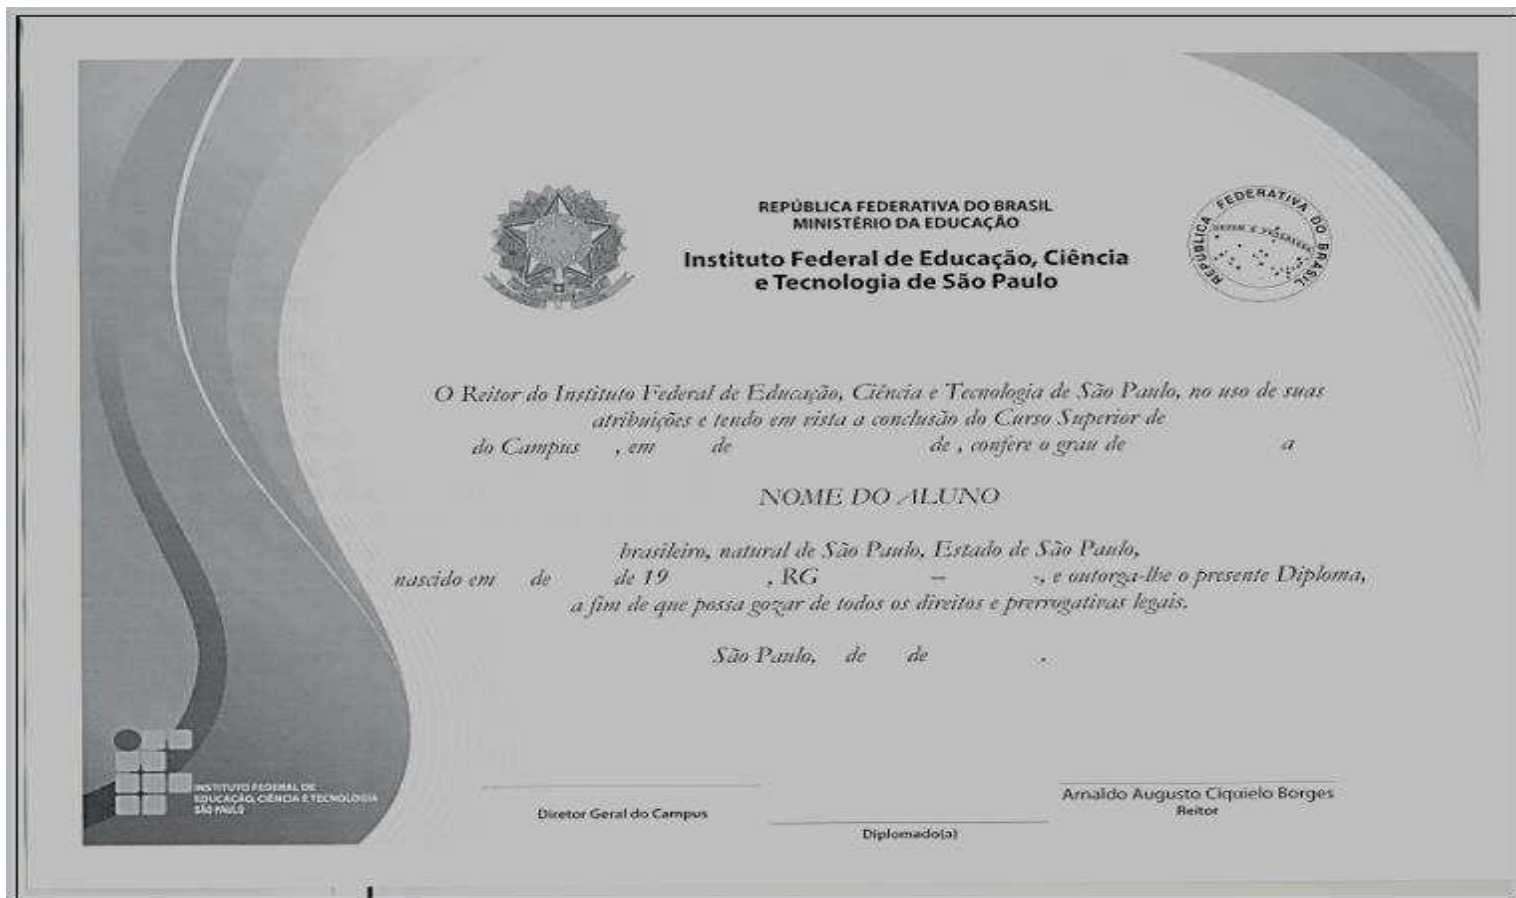 REPÚBLICA FEDERATIVA DO BRASIL
MINISTÉRIO DA EDUCAÇÃO
Instituto Federal de Educação, Ciência
e Tecnologia de São Paulo
REPÚBLICA FEDERATIVA DO BRASIL
ORDEM E PROGRESSO
O Reitor do Instituto Federal de Educação, Ciência e Tecnologia de São Paulo, no uso de suas
atribuições e tendo em vista a conclusão do Curso Superior de
do Campus , em de de , confere o grau de a
NOME DO ALUNO
brasileiro, natural de São Paulo, Estado de São Paulo,
nascido em de de 19 , RG – -, e outorga-lhe o presente Diploma,
a fim de que possa gozar de todos os direitos e prerrogativas legais.
São Paulo, de de .
INSTITUTO FEDERAL DE
EDUCAÇÃO, CIÊNCIA E TECNOLOGIA
SÃO PAULO
Diretor Geral do Campus
Diplomado(a)
Arnaldo Augusto Ciquielo Borges
Reitor